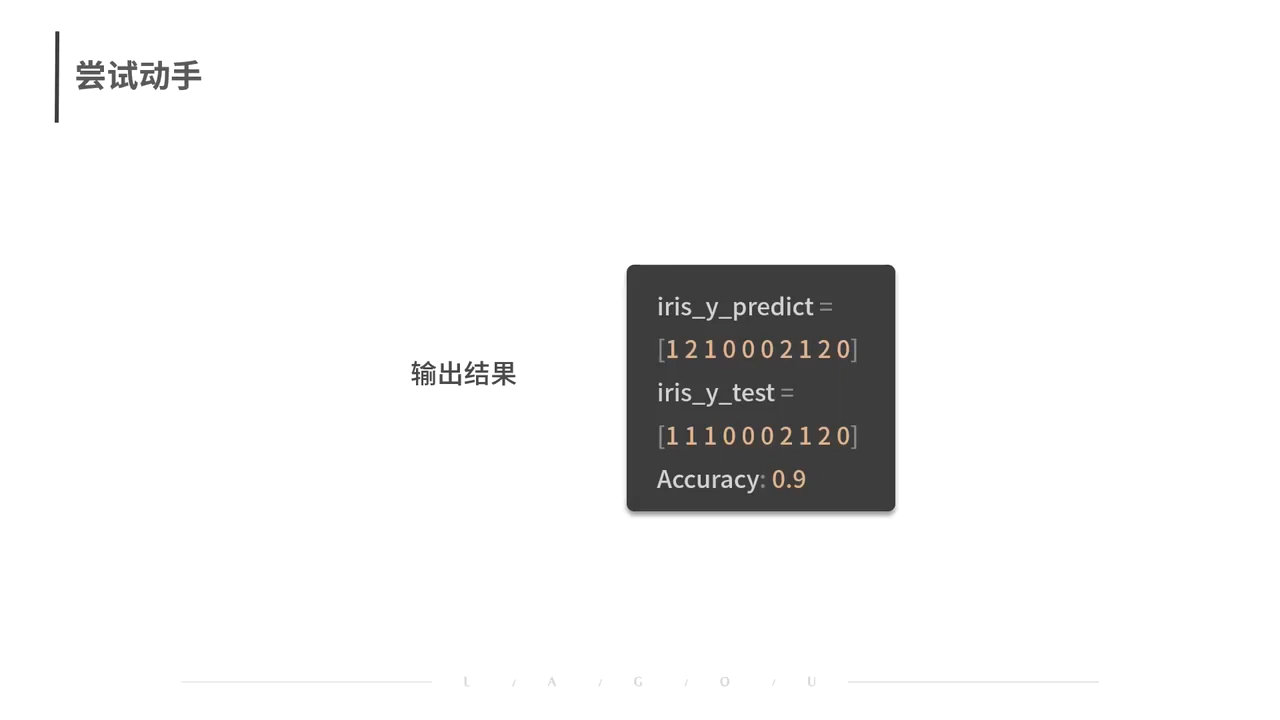 尝试动手
输出结果
iris_y_predict =
[1 2 1 0 0 0 2 1 2 0]
iris_y_test =
[1 1 1 0 0 0 2 1 2 0]
Accuracy: 0.9
L / A / G / O / U